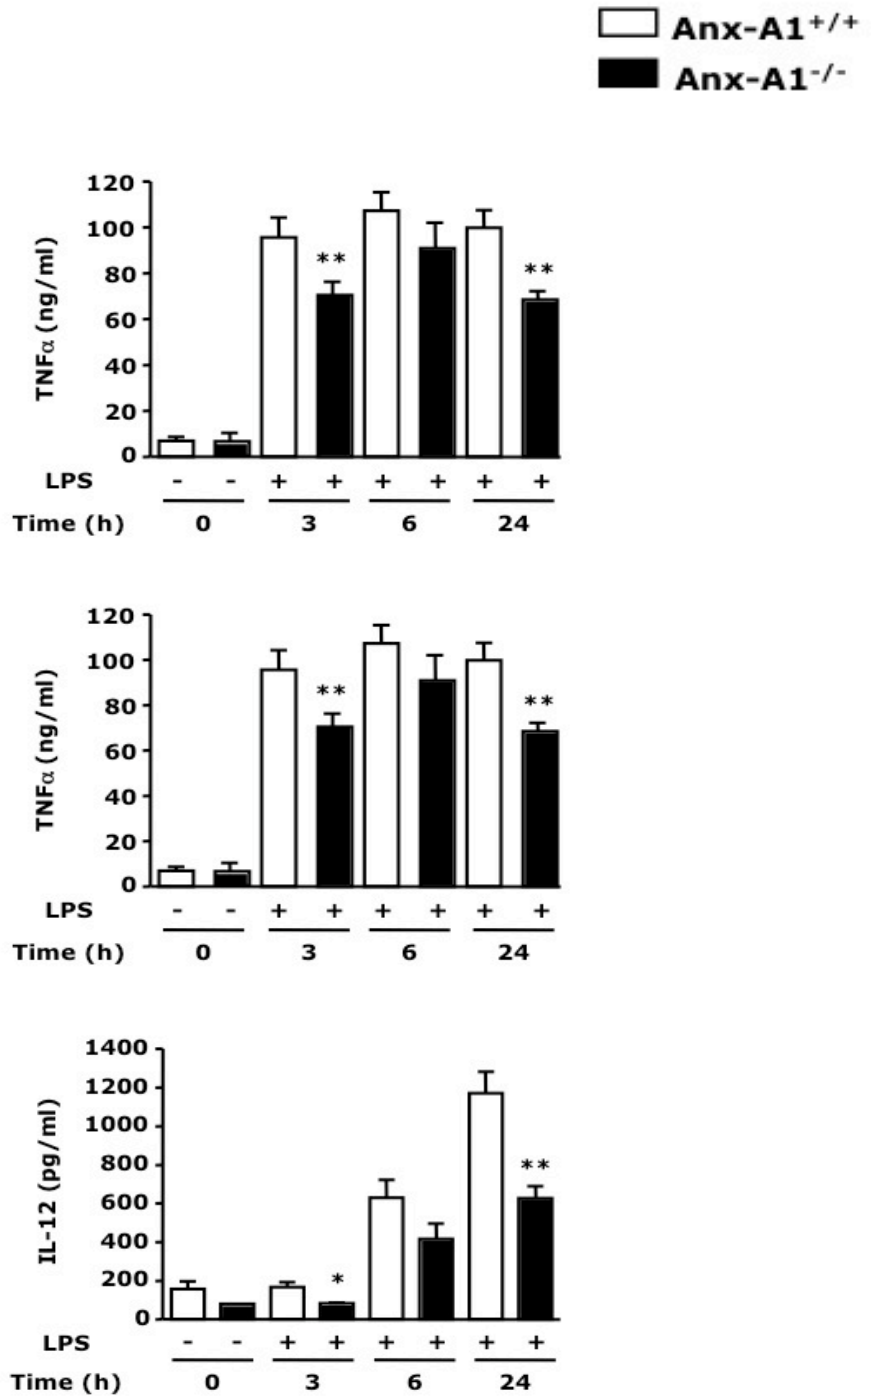 Anx-A1+/+
Anx-A1-/-
TNFα (ng/ml)
120
100
80
60
40
20
0
**
**
LPS - - + + + + + +
Time (h) 0 3 6 24
TNFα (ng/ml)
120
100
80
60
40
20
0
**
**
LPS - - + + + + + +
Time (h) 0 3 6 24
IL-12 (pg/ml)
1400
1200
1000
800
600
400
200
0
*
**
LPS - - + + + + + +
Time (h) 0 3 6 24